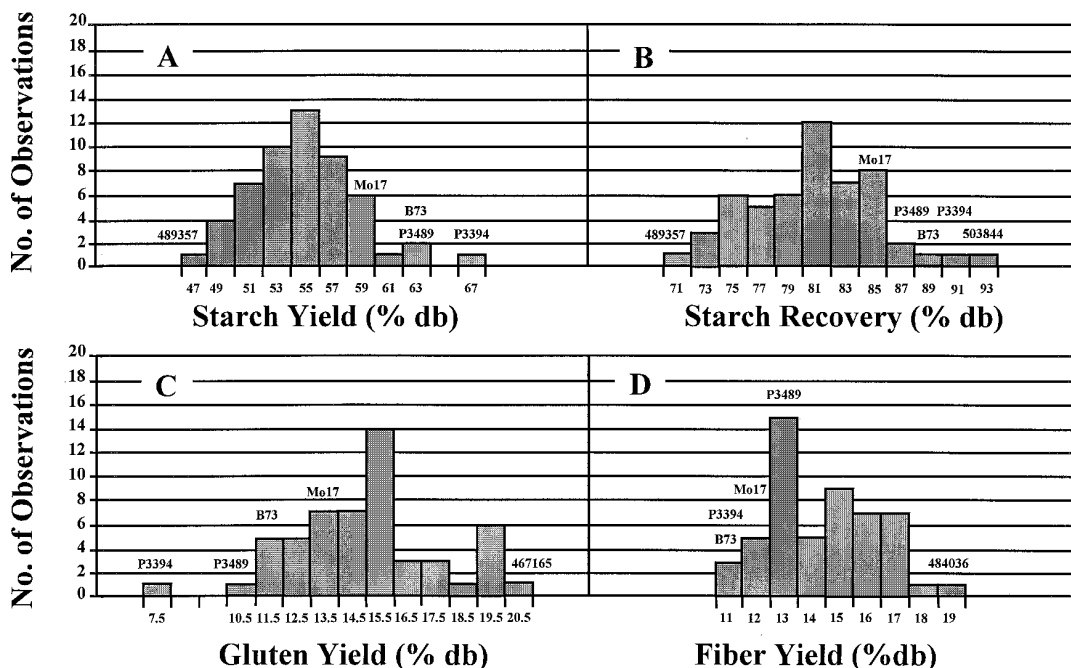 No. of Observations
20
18
16
14
12
10
8
6
4
2
0
A
489357
Mo17
B73
P3489
P3394
47 49 51 53 55 57 59 61 63 67
Starch Yield (% db)
B
489357
Mo17
P3489 P3394
B73 503844
71 73 75 77 79 81 83 85 87 89 91 93
Starch Recovery (% db)
No. of Observations
20
18
16
14
12
10
8
6
4
2
0
C
P3394
P3489
B73
Mo17
467165
7.5 10.5 11.5 12.5 13.5 14.5 15.5 16.5 17.5 18.5 19.5 20.5
Gluten Yield (% db)
D
P3489
Mo17
P3394
B73
484036
11 12 13 14 15 16 17 18 19
Fiber Yield (%db)